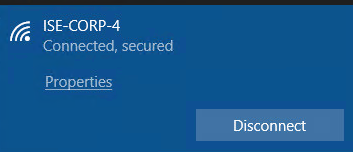 ISE-CORP-4
Connected, secured
Properties
Disconnect